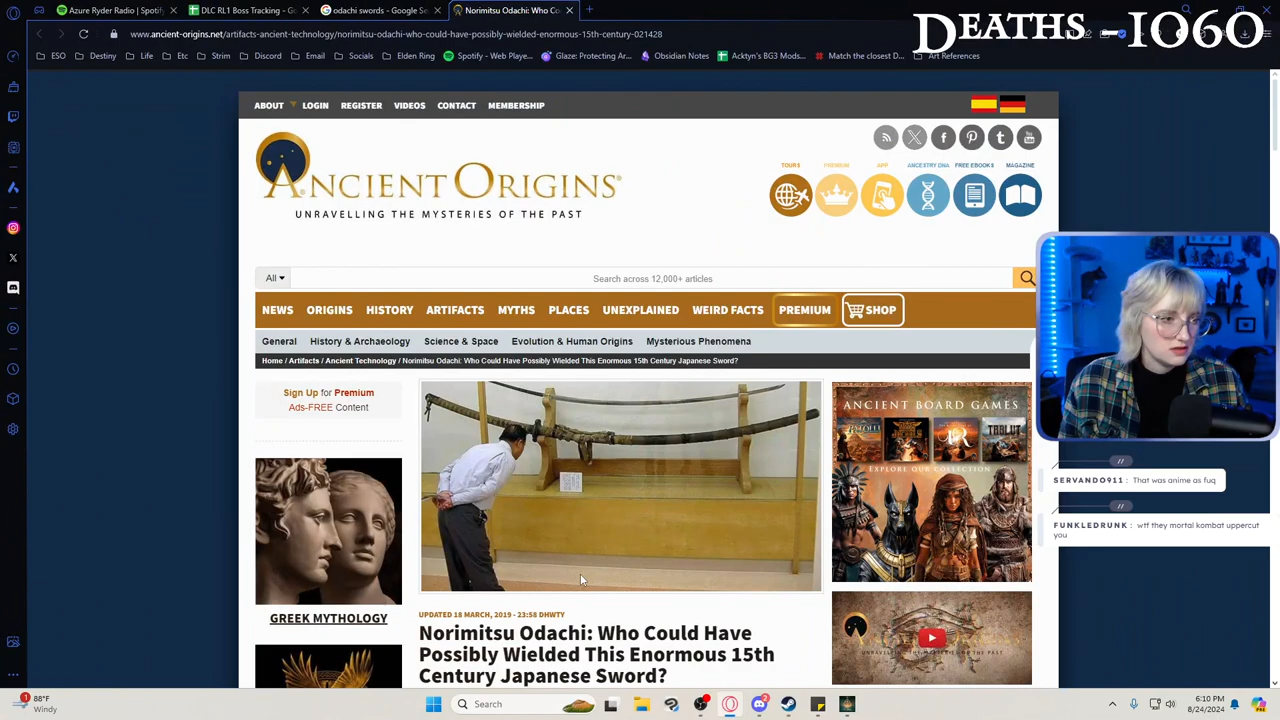 DEATHS - 1060
Azure Ryder Radio | Spotify
DLC RL1 Boss Tracking - G
odachi swords - Google Se
Norimitsu Odachi: Who Co
www.ancient-origins.net/artifacts-ancient-technology/norimitsu-odachi-who-could-have-possibly-wielded-enormous-15th-century-021428
ESO
Destiny
Life
Etc
Strim
Discord
Email
Socials
Elden Ring
Spotify - Web Playe...
Glaze: Protecting Ar...
Obsidian Notes
Acktyn's BG3 Mods...
Match the closest D...
Art References
ABOUT LOGIN REGISTER VIDEOS CONTACT MEMBERSHIP
ANCIENT ORIGINS
UNRAVELLING THE MYSTERIES OF THE PAST
TOURS PREMIUM APP ANCESTRY DNA FREE EBOOKS MAGAZINE
All
Search across 12,000+ articles
NEWS ORIGINS HISTORY ARTIFACTS MYTHS PLACES UNEXPLAINED WEIRD FACTS PREMIUM SHOP
General History & Archaeology Science & Space Evolution & Human Origins Mysterious Phenomena
Home / Artifacts / Ancient Technology / Norimitsu Odachi: Who Could Have Possibly Wielded This Enormous 15th Century Japanese Sword?
Sign Up for Premium
Ads-FREE Content
GREEK MYTHOLOGY
UPDATED 18 MARCH, 2019 - 23:58 DHWTY
Norimitsu Odachi: Who Could Have
Possibly Wielded This Enormous 15th
Century Japanese Sword?
ANCIENT BOARD GAMES
EXPLORE OUR COLLECTION
SERVANDO911 : That was anime as fuq
FUNKLEDRUNK : wtf they mortal kombat uppercut
you
1
88°F
Windy
Search
2
6:10 PM
8/24/2024